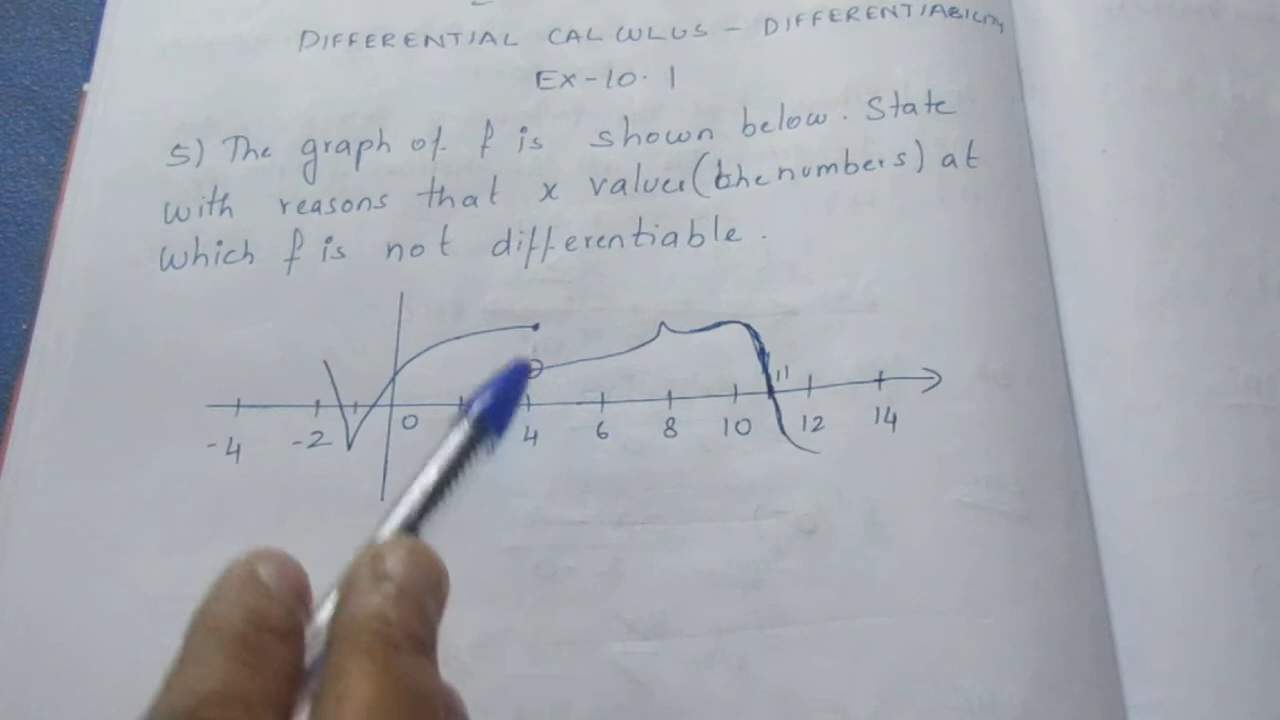 DIFFERENTIAL CALCULUS - DIFFERENTIABILITY
EX-10.1
5) The graph of f is shown below. State
with reasons that x values (the numbers) at
which f is not differentiable.
11
-4 -2 0 4 6 8 10 12 14